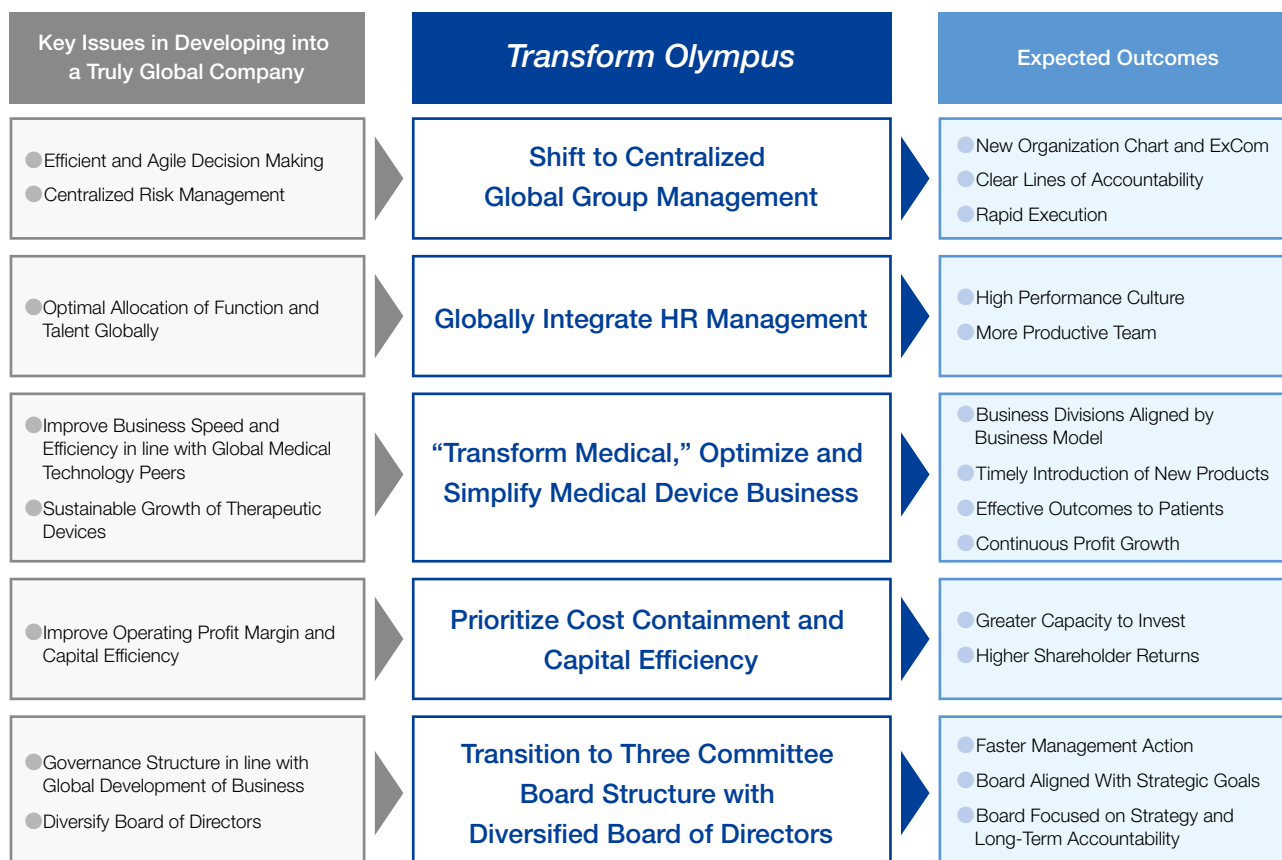 Key Issues in Developing into
a Truly Global Company
Transform Olympus
Expected Outcomes
Efficient and Agile Decision Making
Centralized Risk Management
Shift to Centralized
Global Group Management
New Organization Chart and ExCom
Clear Lines of Accountability
Rapid Execution
Optimal Allocation of Function and
Talent Globally
Globally Integrate HR Management
High Performance Culture
More Productive Team
Improve Business Speed and
Efficiency in line with Global Medical
Technology Peers
Sustainable Growth of Therapeutic
Devices
“Transform Medical,” Optimize and
Simplify Medical Device Business
Business Divisions Aligned by
Business Model
Timely Introduction of New Products
Effective Outcomes to Patients
Continuous Profit Growth
Improve Operating Profit Margin and
Capital Efficiency
Prioritize Cost Containment and
Capital Efficiency
Greater Capacity to Invest
Higher Shareholder Returns
Governance Structure in line with
Global Development of Business
Diversify Board of Directors
Transition to Three Committee
Board Structure with
Diversified Board of Directors
Faster Management Action
Board Aligned With Strategic Goals
Board Focused on Strategy and
Long-Term Accountability